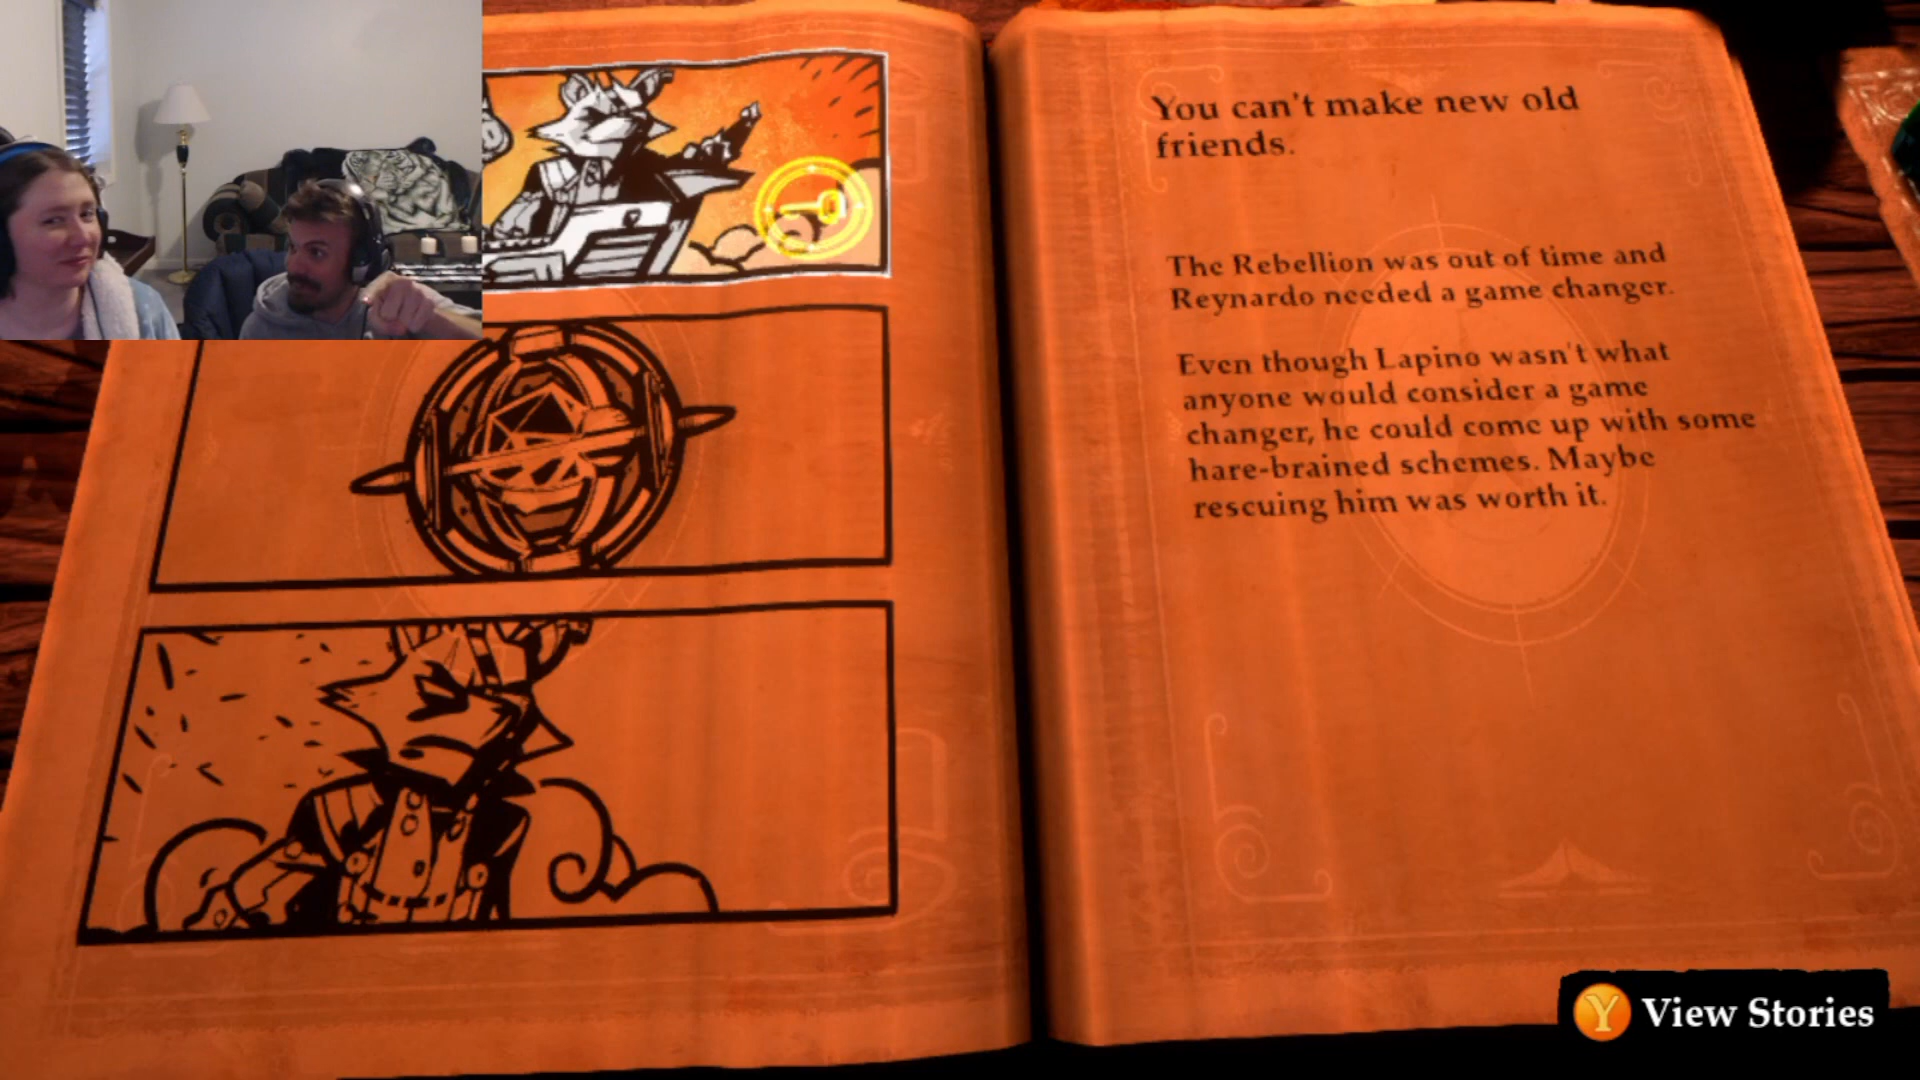 You can't make new old
friends.
The Rebellion was out of time and
Reynardo needed a game changer.
Even though Lapino wasn't what
anyone would consider a game
changer, he could come up with some
hare-brained schemes. Maybe
rescuing him was worth it.
Y View Stories